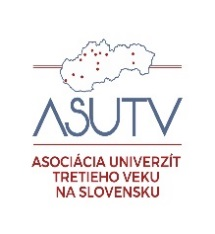 ASUTV
ASOCIÁCIA UNIVERZÍT
TRETIEHO VEKU
NA SLOVENSKU